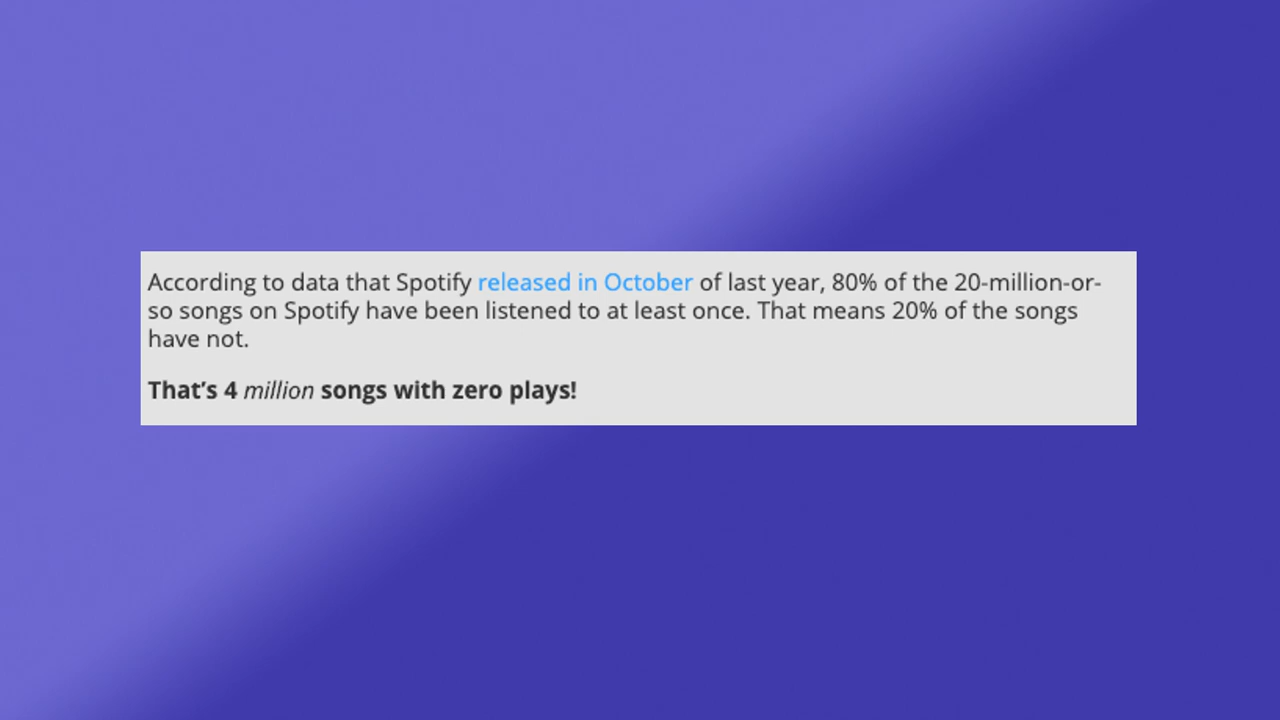 According to data that Spotify released in October of last year, 80% of the 20-million-or-
so songs on Spotify have been listened to at least once. That means 20% of the songs
have not.
That’s 4 million songs with zero plays!